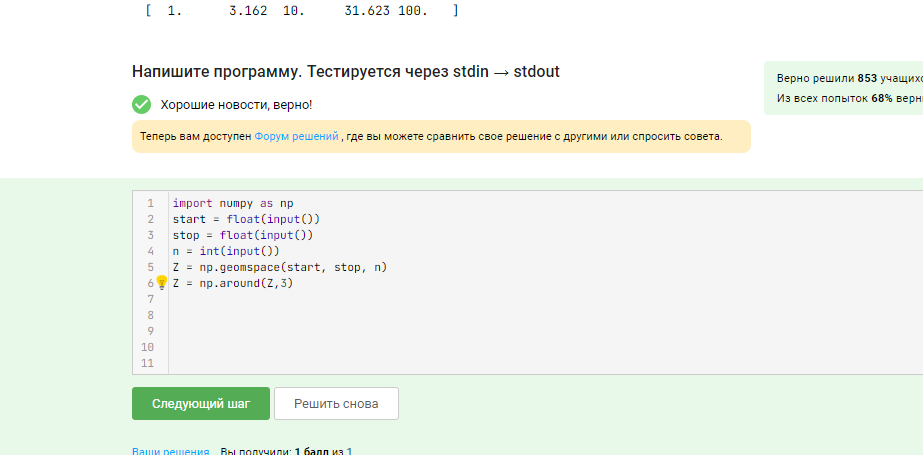 [  1.      3.162  10.     31.623 100.   ]
Напишите программу. Тестируется через stdin → stdout
Верно решили 853
Хорошие новости, верно!
Из всех попыток 68%
Теперь вам доступен Форум решений , где вы можете сравнить свое решение с другими или спросить совета.
1 import numpy as np
2 start = float(input())
3 stop = float(input())
4 n = int(input())
5 Z = np.geomspace(start, stop, n)
6 Z = np.around(Z,3)
7
8
9
10
11
Следующий шаг Решить снова
Ваши решения Вы получили: 1 балл из 1